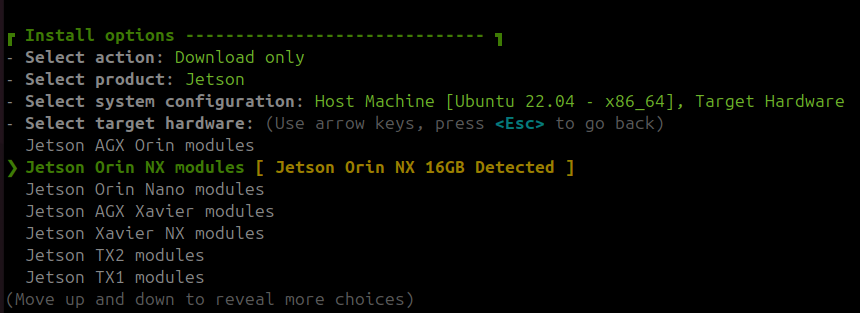 ┏ Install options ------------------------------ ┓
- Select action: Download only
- Select product: Jetson
- Select system configuration: Host Machine [Ubuntu 22.04 - x86_64], Target Hardware
- Select target hardware: (Use arrow keys, press <Esc> to go back)
Jetson AGX Orin modules
❯ Jetson Orin NX modules [ Jetson Orin NX 16GB Detected ]
Jetson Orin Nano modules
Jetson AGX Xavier modules
Jetson Xavier NX modules
Jetson TX2 modules
Jetson TX1 modules
(Move up and down to reveal more choices)